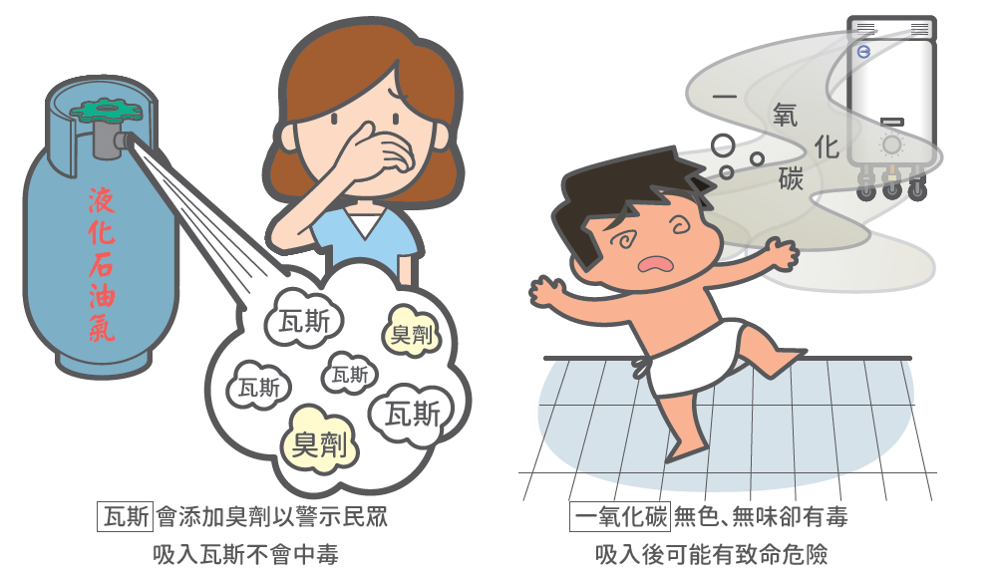 液化石油氣
瓦斯
臭劑
瓦斯
瓦斯
瓦斯
臭劑
瓦斯會添加臭劑以警示民眾
吸入瓦斯不會中毒
一氧化碳
一氧化碳無色、無味卻有毒
吸入後可能有致命危險